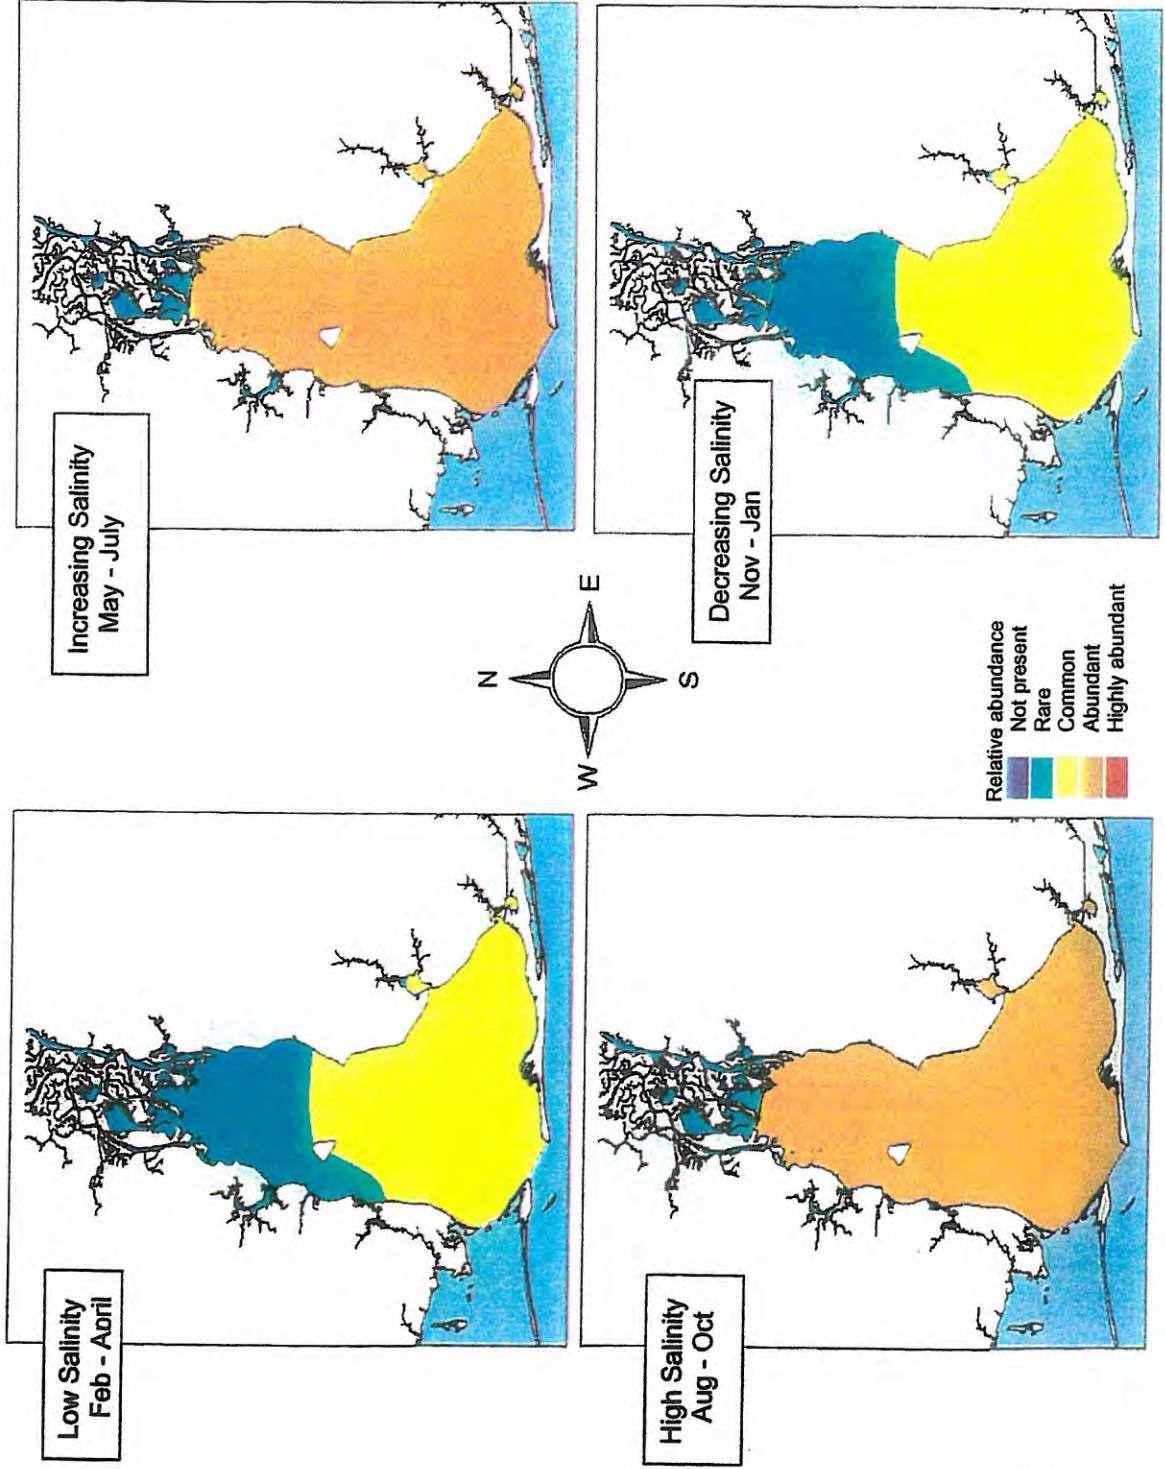 Low Salinity
Feb - April
Increasing Salinity
May - July
N
W
E
S
High Salinity
Aug - Oct
Decreasing Salinity
Nov - Jan
Relative abundance
Not present
Rare
Common
Abundant
Highly abundant